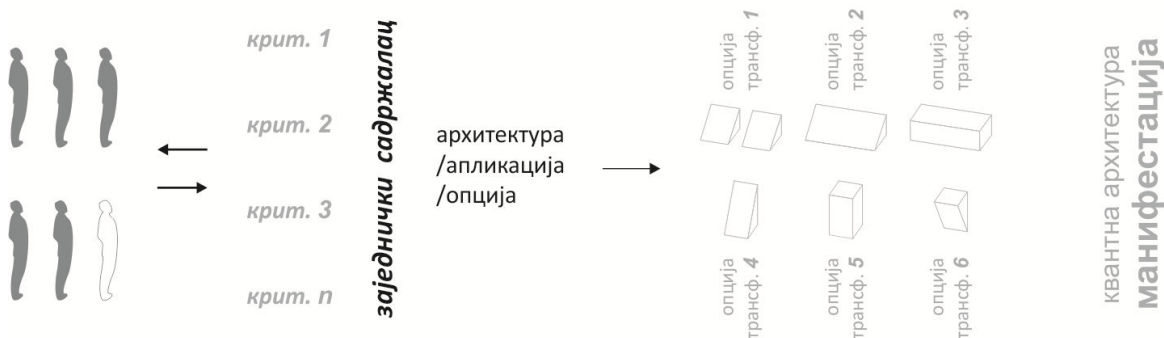 крит. 1
крит. 2
крит. 3
крит. n
заједнички садржалац
архитектура
/апликација
/опција
опција
трансф. 1
опција
трансф. 2
опција
трансф. 3
опција
трансф. 4
опција
трансф. 5
опција
трансф. 6
квантна архитектура
манифестација